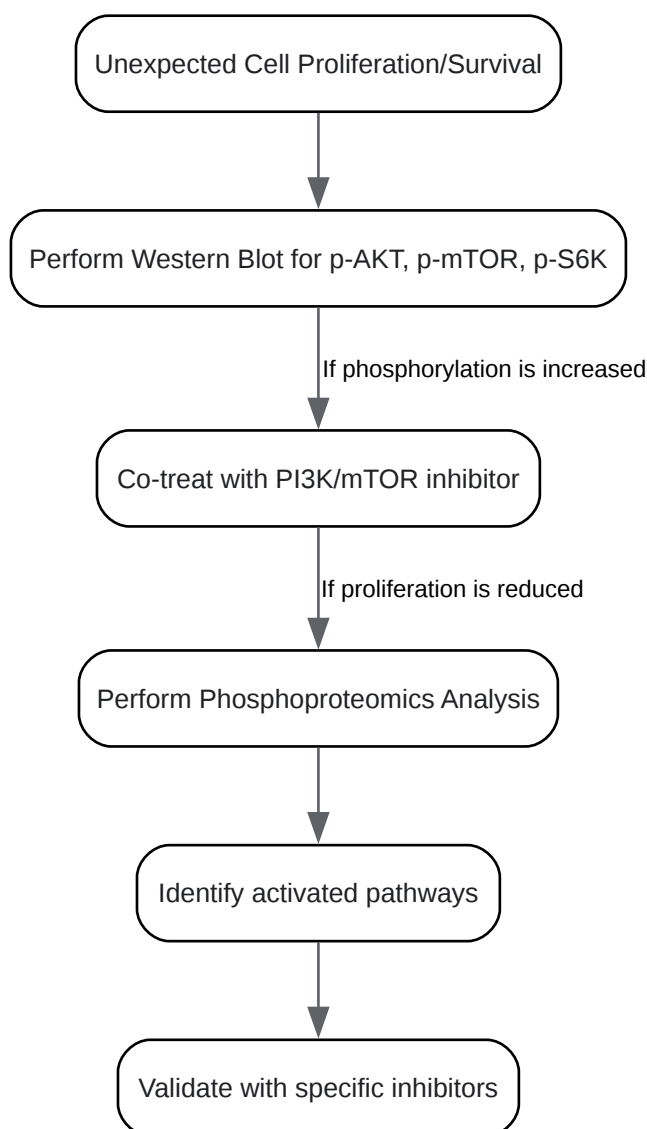 Unexpected Cell Proliferation/Survival
Perform Western Blot for p-AKT, p-mTOR, p-S6K
If phosphorylation is increased
Co-treat with PI3K/mTOR inhibitor
If proliferation is reduced
Perform Phosphoproteomics Analysis
Identify activated pathways
Validate with specific inhibitors